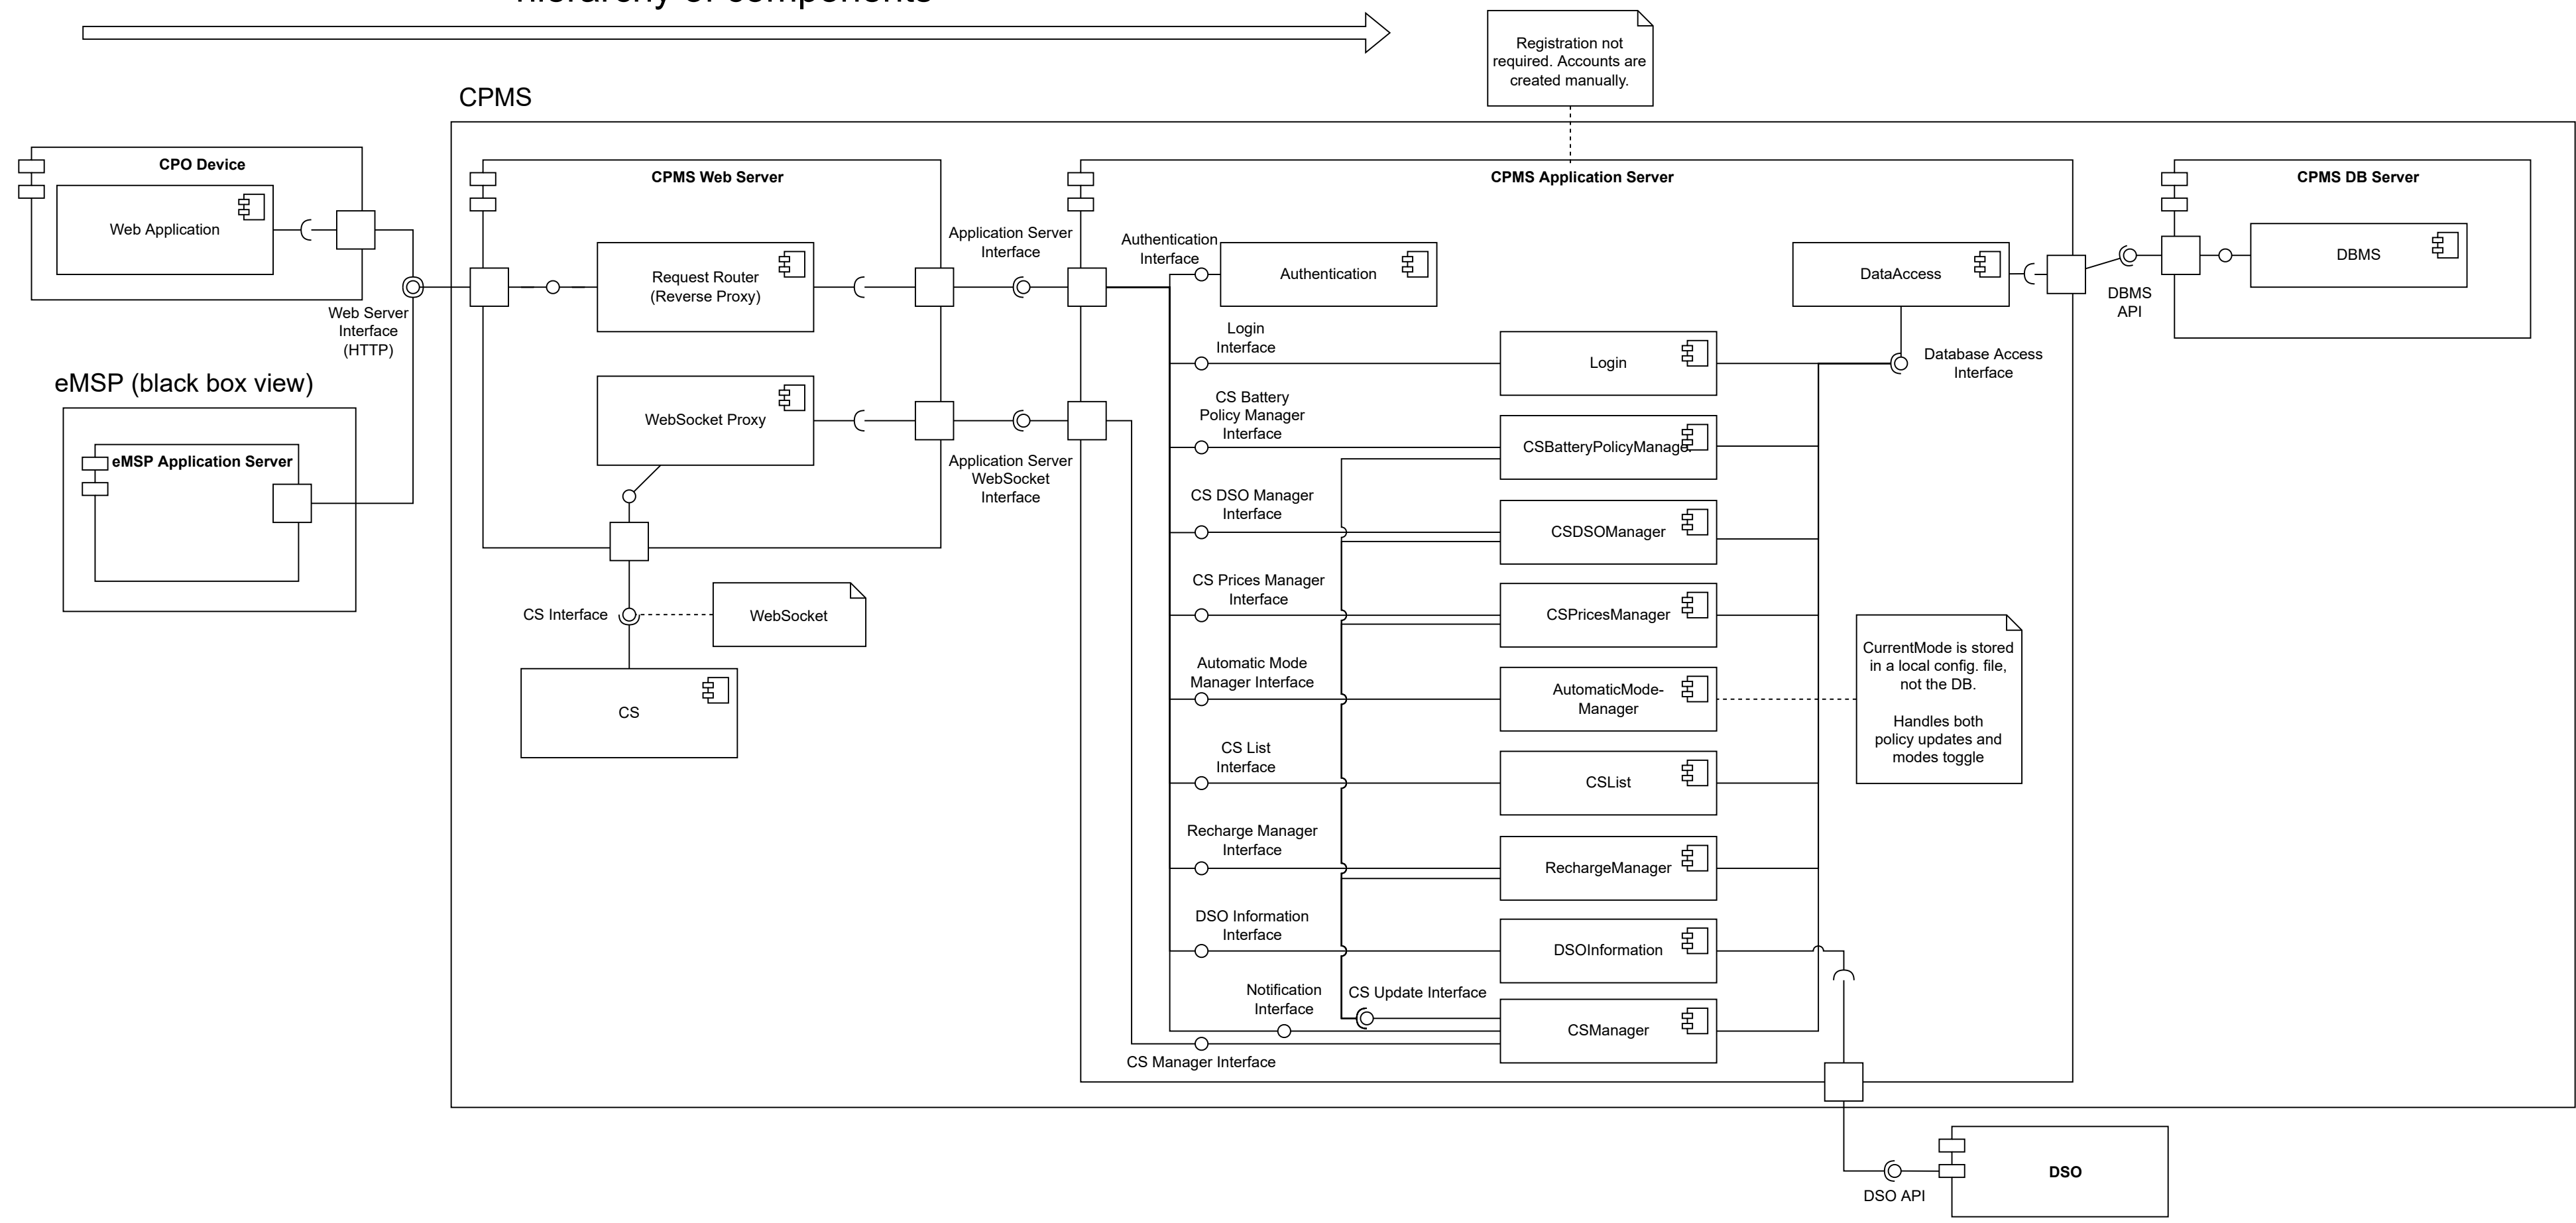 hierarchy of components
Registration not
required. Accounts are
created manually.
CPMS
CPO Device
Web Application
Web Server
Interface
(HTTP)
eMSP (black box view)
eMSP Application Server
CPMS Web Server
Request Router
(Reverse Proxy)
WebSocket Proxy
CS Interface
WebSocket
CS
Application Server
Interface
Application Server
WebSocket
Interface
CPMS Application Server
Authentication
Interface
Authentication
Login
Interface
Login
CS Battery
Policy Manager
Interface
CSBatteryPolicyManager
CS DSO Manager
Interface
CSDSOManager
CS Prices Manager
Interface
CSPricesManager
Automatic Mode
Manager Interface
AutomaticMode-
Manager
CS List
Interface
CSList
Recharge Manager
Interface
RechargeManager
DSO Information
Interface
DSOInformation
Notification
Interface
CS Update Interface
CSManager
CS Manager Interface
DataAccess
Database Access
Interface
CurrentMode is stored
in a local config. file,
not the DB.
Handles both
policy updates and
modes toggle
DBMS
API
CPMS DB Server
DBMS
DSO API
DSO